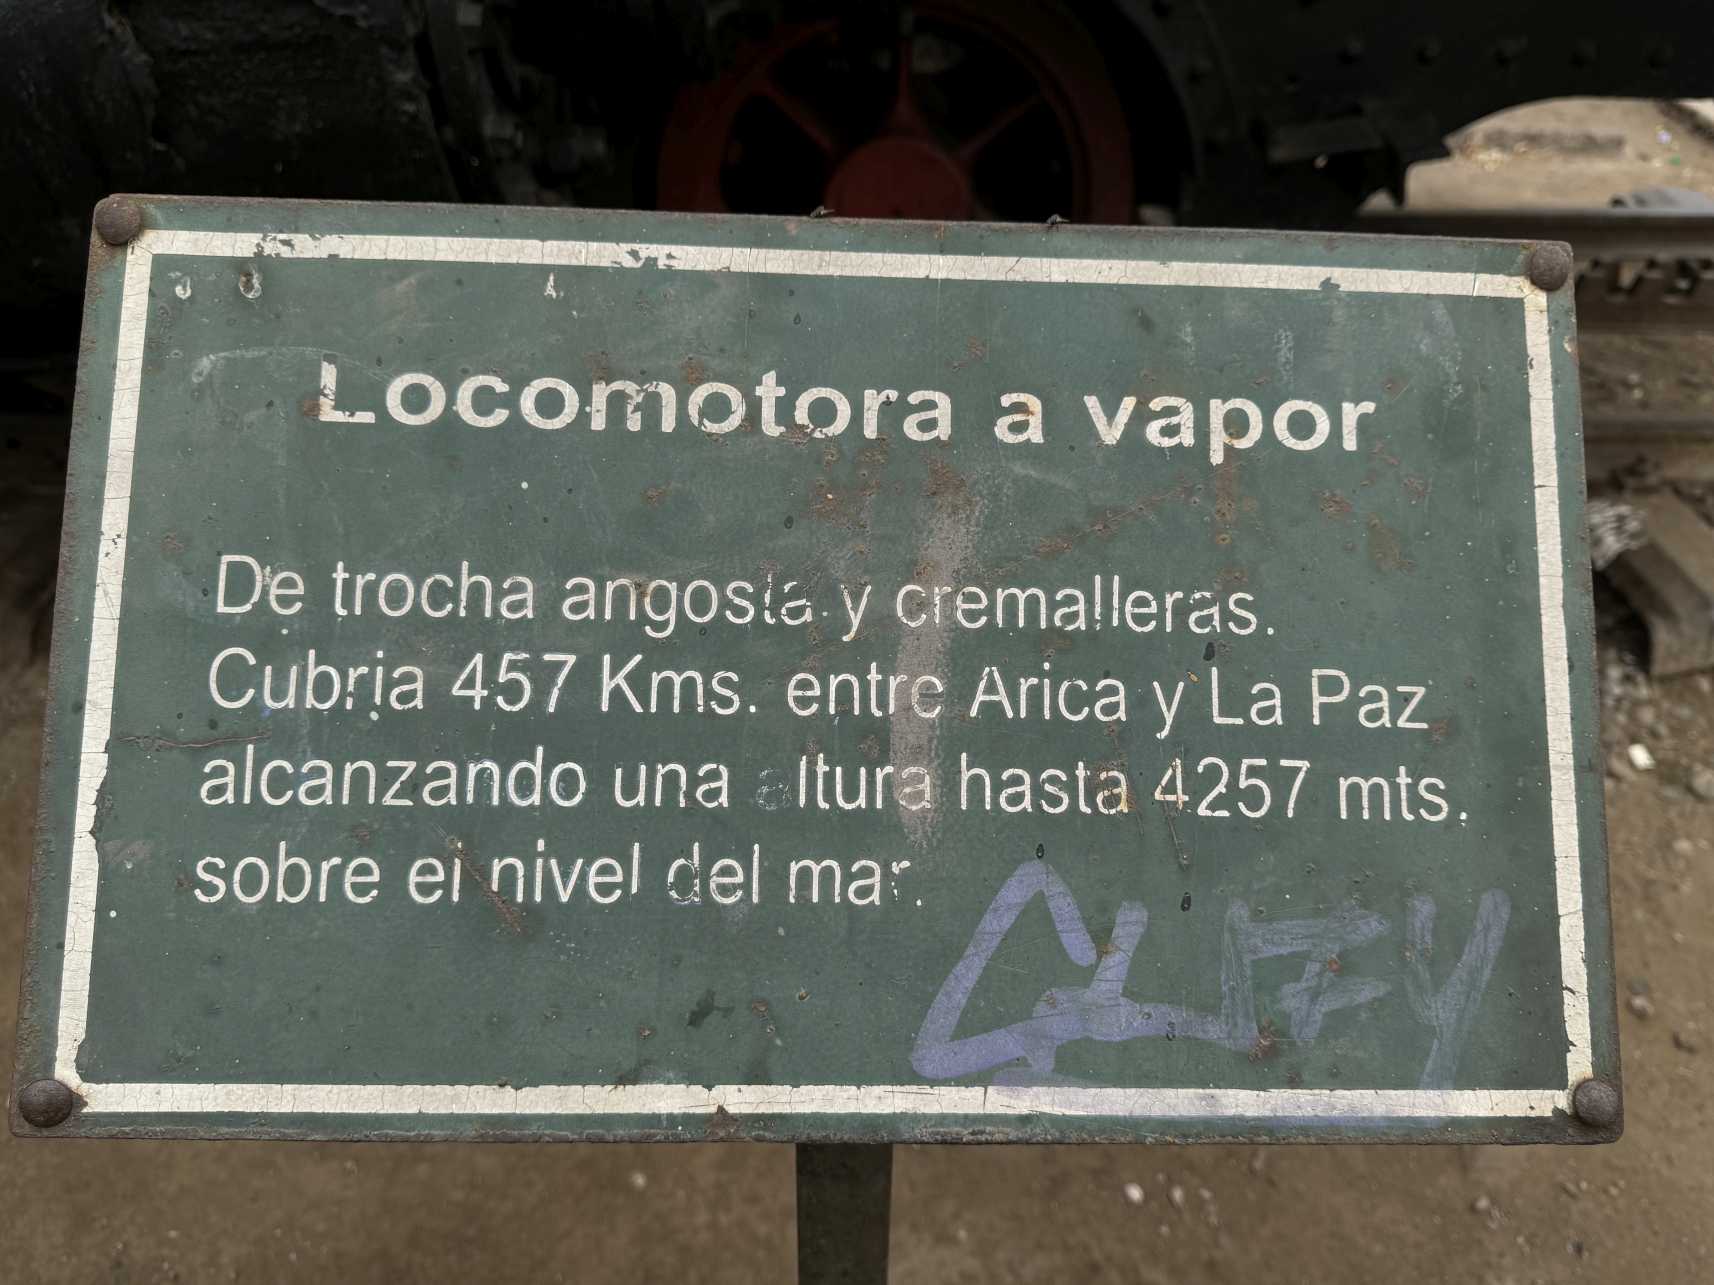 Locomotora a vapor
De trocha angosta y cremalleras.
Cubria 457 Kms. entre Arica y La Paz
alcanzando una altura hasta 4257 mts.
sobre el nivel del mar.